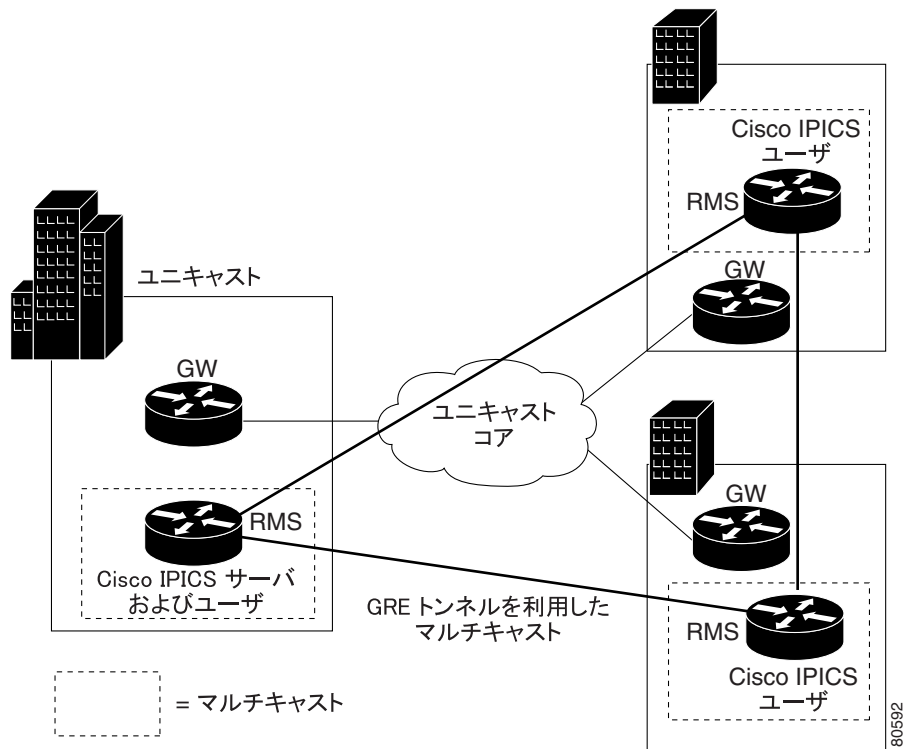 Cisco IPICS
ユーザ
RMS
GW
ユニキャスト
GW
ユニキャスト
コア
GW
RMS
Cisco IPICS サーバ
およびユーザ
GRE トンネルを利用した
マルチキャスト
RMS
Cisco IPICS
ユーザ
= マルチキャスト
80592